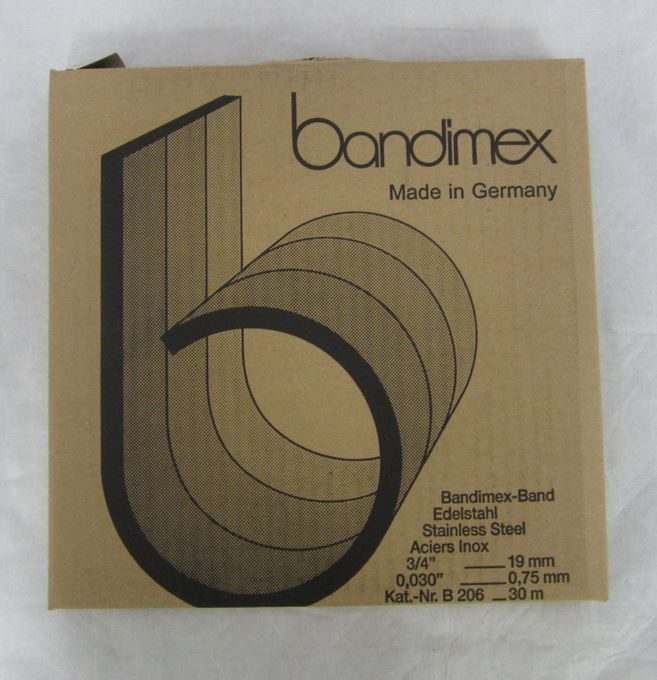 bandimex
Made in Germany
Bandimex-Band
Edelstahl
Stainless Steel
Aciers Inox
3/4" 19 mm
0,030" 0,75 mm
Kat.-Nr. B 206 30 m